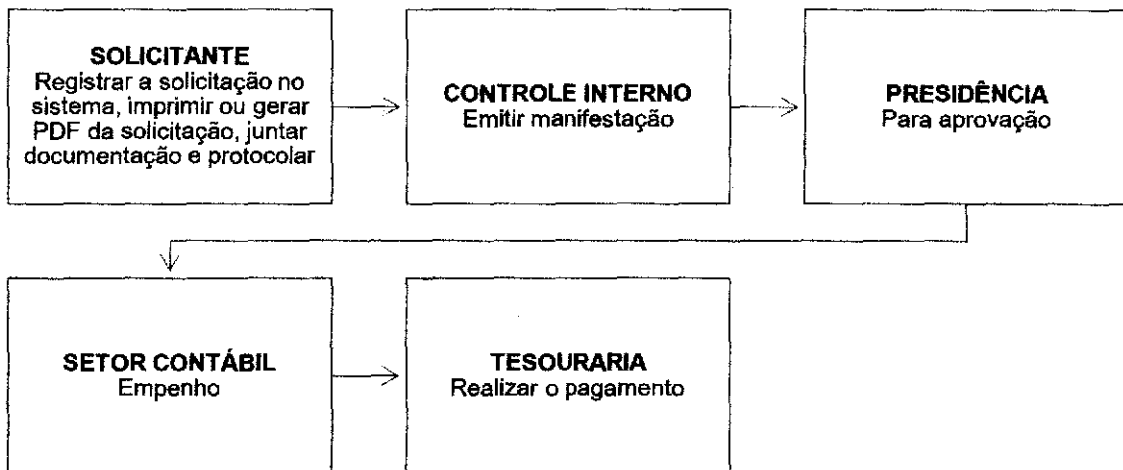 SOLICITANTE
Registrar a solicitação no
sistema, imprimir ou gerar
PDF da solicitação, juntar
documentação e protocolar
CONTROLE INTERNO
Emitir manifestação
PRESIDÊNCIA
Para aprovação
SETOR CONTÁBIL
Empenho
TESOURARIA
Realizar o pagamento